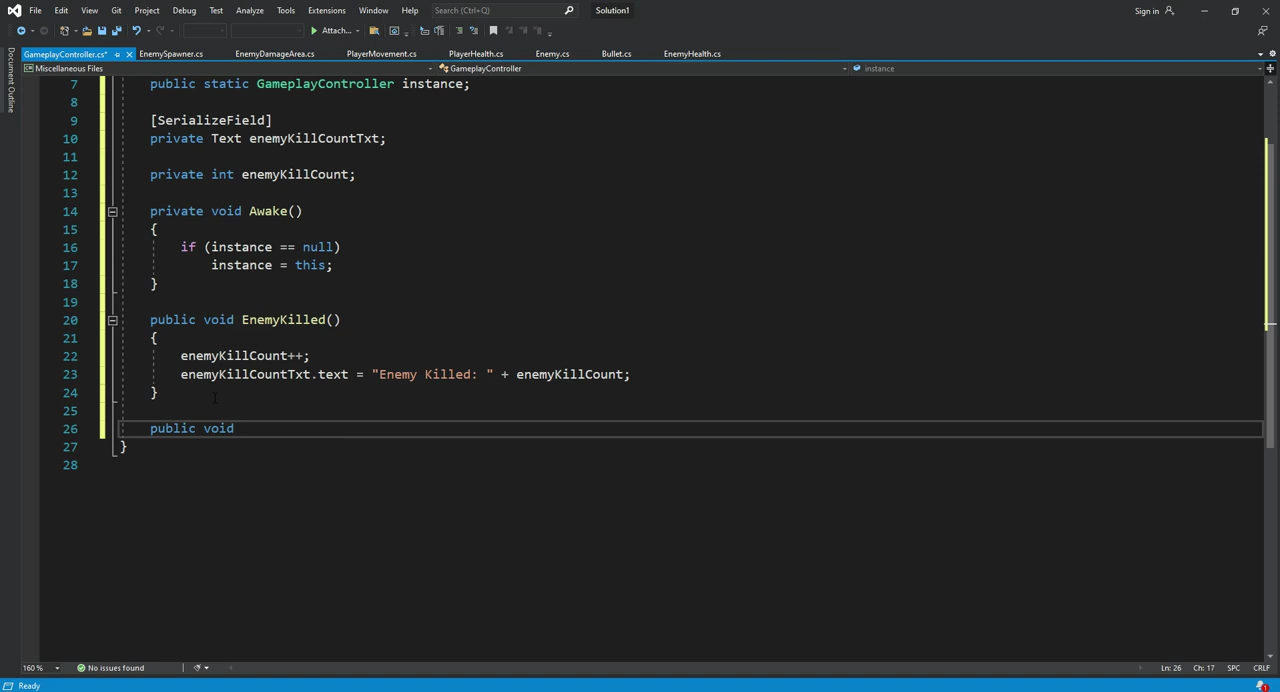 File Edit View Git Project Debug Test Analyze Tools Extensions Window Help Search (Ctrl+Q) Solution1 Sign in
Attach...
Document Outline
GameplayController.cs* EnemySpawner.cs EnemyDamageArea.cs PlayerMovement.cs PlayerHealth.cs Enemy.cs Bullet.cs EnemyHealth.cs
Miscellaneous Files GameplayController instance
7 public static GameplayController instance;
8
9 [SerializeField]
10 private Text enemyKillCountTxt;
11
12 private int enemyKillCount;
13
14 private void Awake()
15 {
16 if (instance == null)
17 instance = this;
18 }
19
20 public void EnemyKilled()
21 {
22 enemyKillCount++;
23 enemyKillCountTxt.text = "Enemy Killed: " + enemyKillCount;
24 }
25
26 public void
27 }
28
160 % No issues found Ln: 26 Ch: 17 SPC CRLF
Ready 1